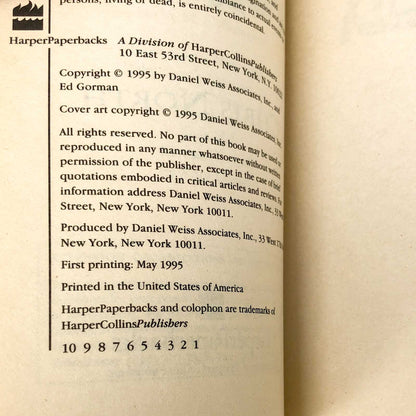 persons, living or dead, is entirely coincidental.
HarperPaperbacks
A Division of HarperCollinsPublishers
10 East 53rd Street, New York, N.Y. 10022
Copyright © 1995 by Daniel Weiss Associates, Inc., and
Ed Gorman
Cover art copyright © 1995 Daniel Weiss Associates, Inc.
All rights reserved. No part of this book may be used or
reproduced in any manner whatsoever without written
permission of the publisher, except in the case of brief
quotations embodied in critical articles and reviews. For
information address Daniel Weiss Associates, Inc., 33 West
Street, New York, New York 10011.
Produced by Daniel Weiss Associates, Inc., 33 West
New York, New York 10011.
First printing: May 1995
Printed in the United States of America
HarperPaperbacks and colophon are trademarks of
HarperCollinsPublishers
10 9 8 7 6 5 4 3 2 1